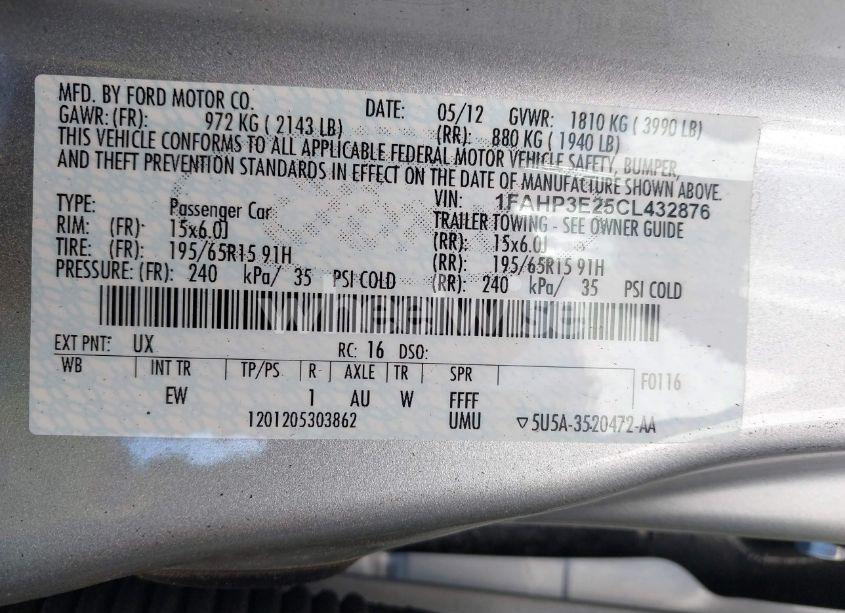 MFD. BY FORD MOTOR CO. DATE: 05/12 GVWR: 1810 KG ( 3990 LB)
GAWR: (FR): 972 KG ( 2143 LB) (RR): 880 KG ( 1940 LB)
THIS VEHICLE CONFORMS TO ALL APPLICABLE FEDERAL MOTOR VEHICLE SAFETY, BUMPER,
AND THEFT PREVENTION STANDARDS IN EFFECT ON THE DATE OF MANUFACTURE SHOWN ABOVE.
VIN: 1FAHP3E25CL432876
TYPE: Passenger Car TRAILER TOWING - SEE OWNER GUIDE
RIM: (FR): 15x6.0J (RR): 15x6.0J
TIRE: (FR): 195/65R15 91H (RR): 195/65R15 91H
PRESSURE: (FR): 240 kPa/ 35 PSI COLD (RR): 240 kPa/ 35 PSI COLD
EXT PNT: UX RC: 16 DSO:
WB INT TR TP/PS R AXLE TR SPR F0116
EW 1 AU W FFFF
1201205303862 UMU ▽5U5A-3520472-AA